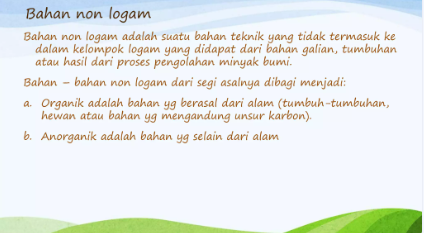 Bahan non logam
Bahan non logam adalah suatu bahan teknik yang tidak termasuk ke
dalam kelompok logam yang didapat dari bahan galian, tumbuhan
atau hasil dari proses pengolahan minyak bumi.
Bahan – bahan non logam dari segi asalnya dibagi menjadi:
a. Organik adalah bahan yg berasal dari alam (tumbuh-tumbuhan,
hewan atau bahan yg mengandung unsur karbon).
b. Anorganik adalah bahan yg selain dari alam